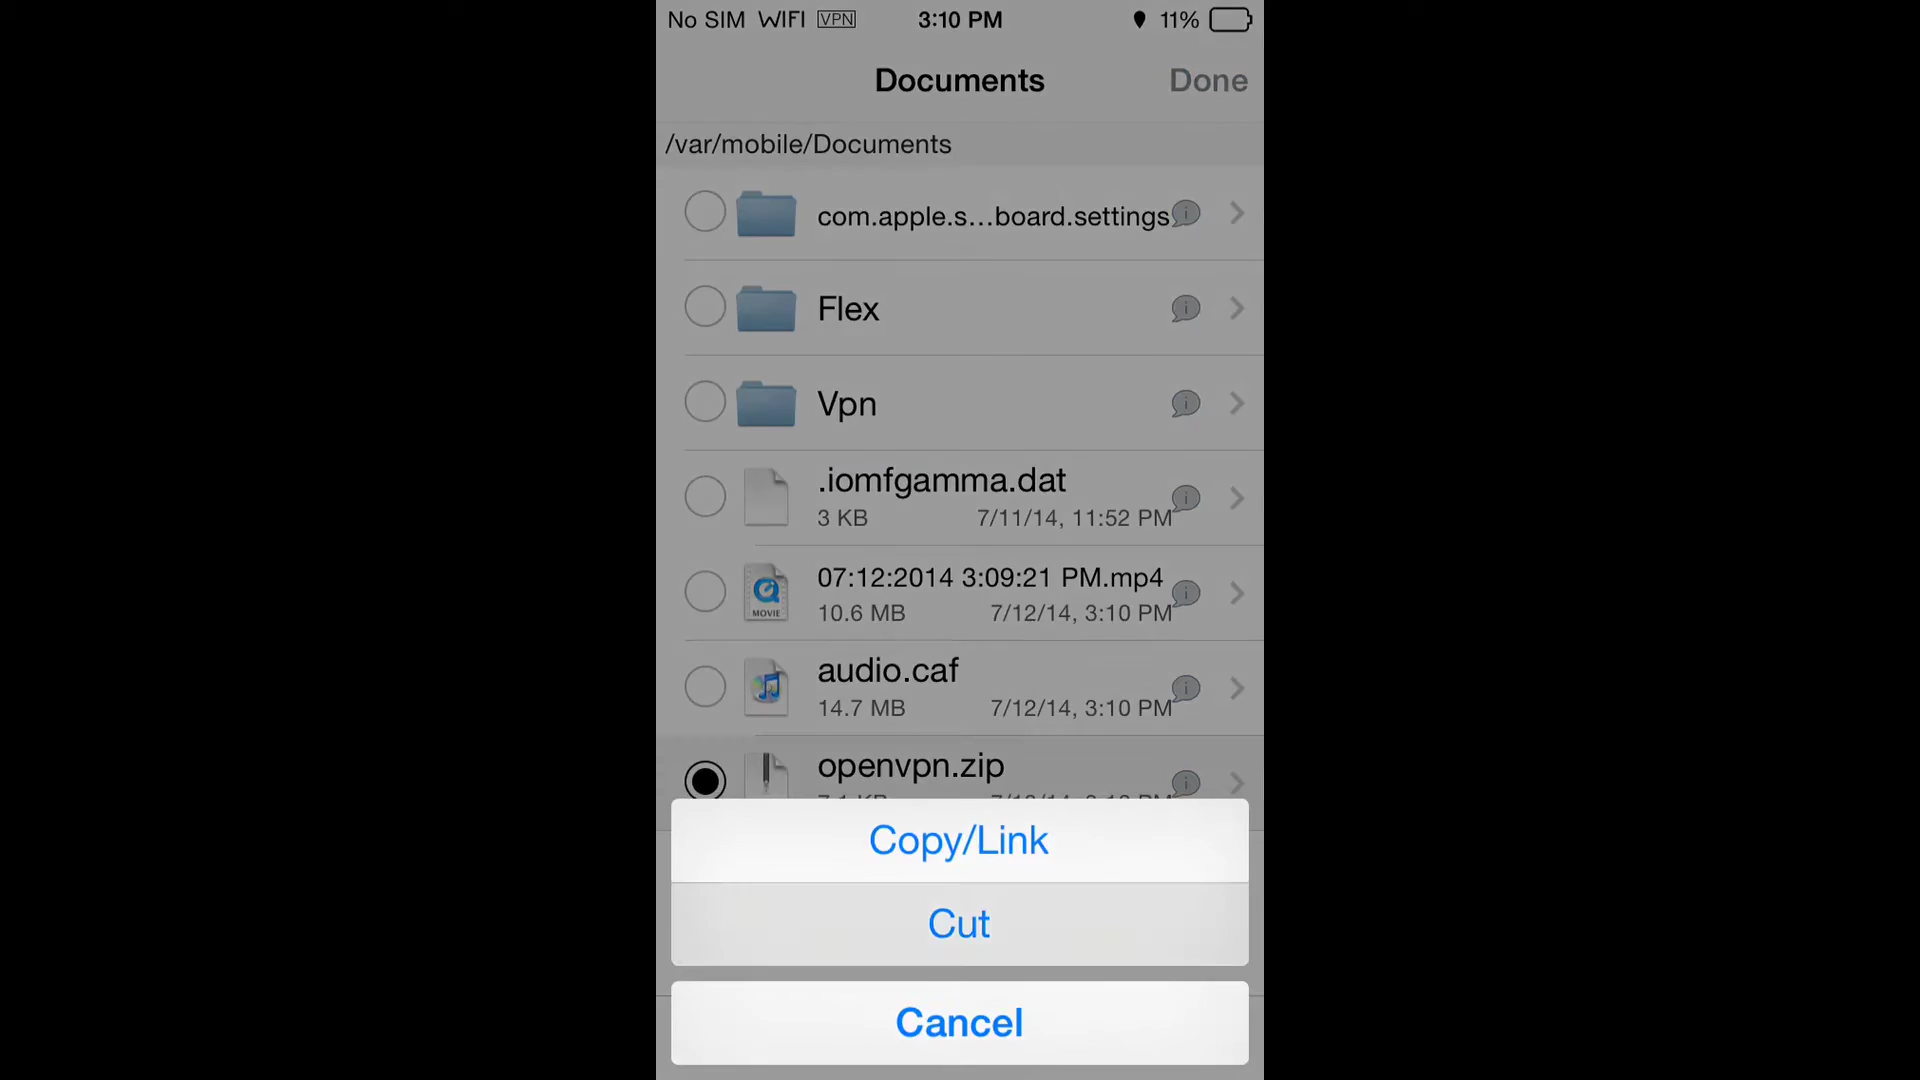 No SIM WIFI VPN 3:10 PM 11%
Documents Done
/var/mobile/Documents
com.apple.s...board.settings
Flex
Vpn
.iomfgamma.dat
3 KB 7/11/14, 11:52 PM
07:12:2014 3:09:21 PM.mp4
MOVIE
10.6 MB 7/12/14, 3:10 PM
audio.caf
14.7 MB 7/12/14, 3:10 PM
openvpn.zip
Copy/Link
Cut
Cancel